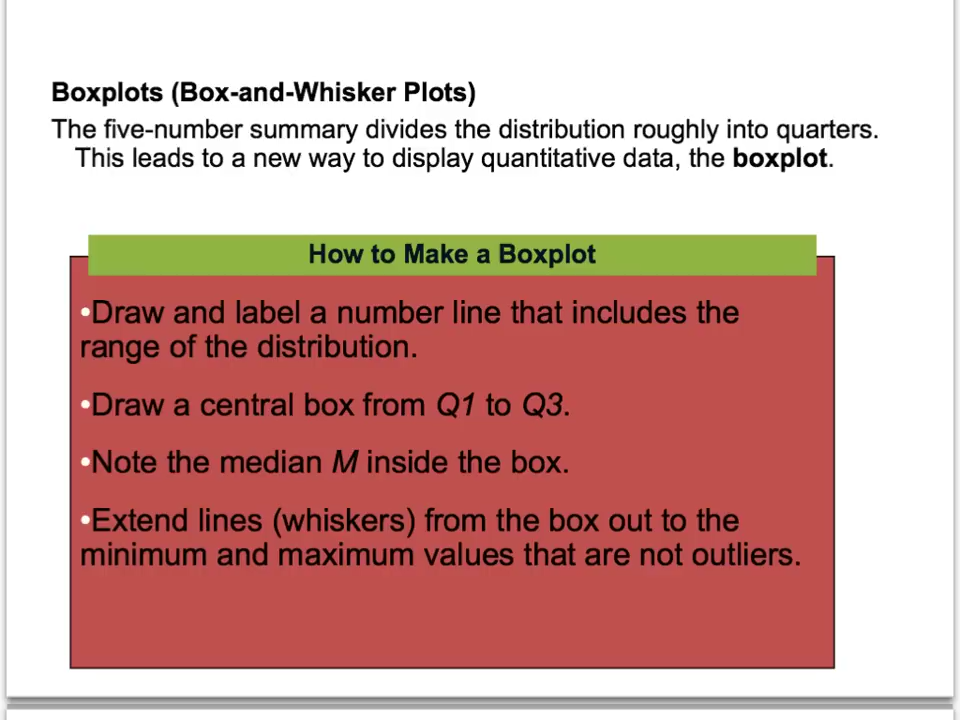 Boxplots (Box-and-Whisker Plots)
The five-number summary divides the distribution roughly into quarters.
This leads to a new way to display quantitative data, the boxplot.
How to Make a Boxplot
•Draw and label a number line that includes the
range of the distribution.
•Draw a central box from Q1 to Q3.
•Note the median M inside the box.
•Extend lines (whiskers) from the box out to the
minimum and maximum values that are not outliers.